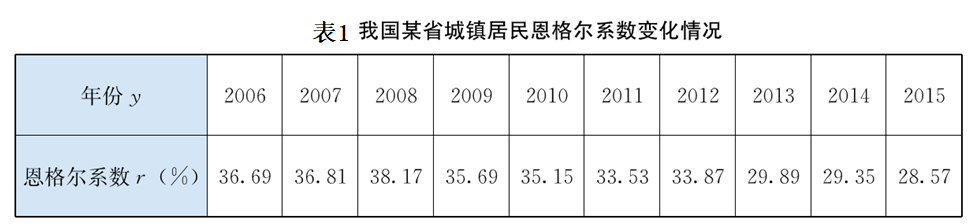 表1 我国某省城镇居民恩格尔系数变化情况
年份 y 2006 2007 2008 2009 2010 2011 2012 2013 2014 2015
恩格尔系数 r（%） 36.69 36.81 38.17 35.69 35.15 33.53 33.87 29.89 29.35 28.57